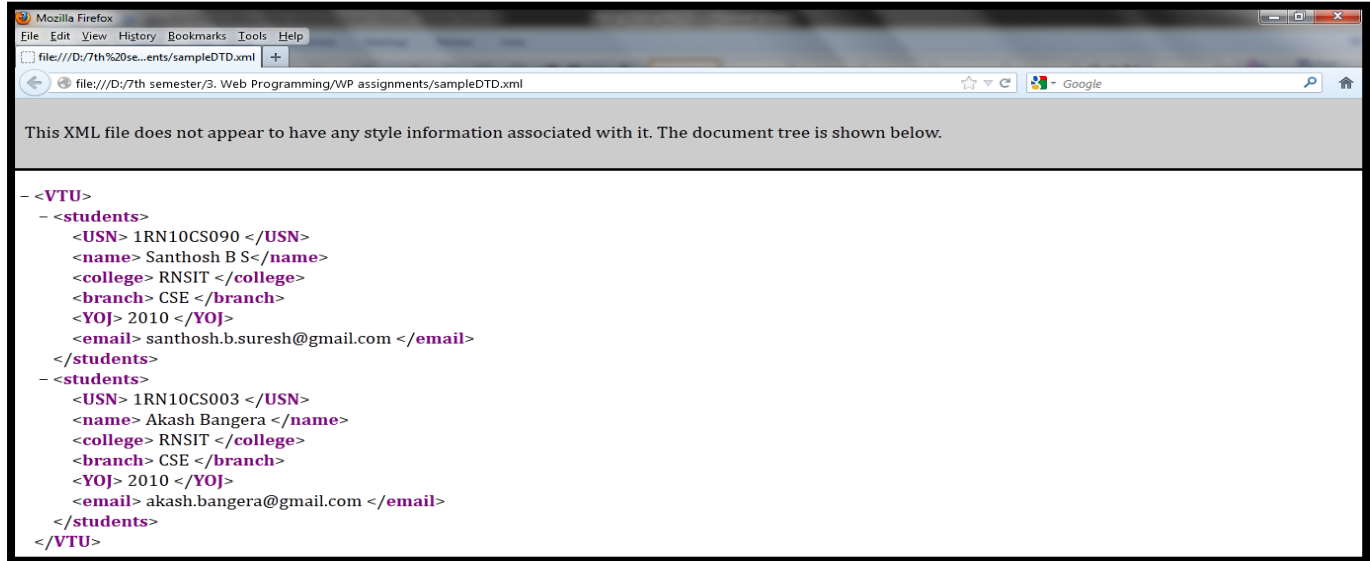 Mozilla Firefox
File Edit View History Bookmarks Tools Help
file:///D:/7th%20se...ents/sampleDTD.xml +
file:///D:/7th semester/3. Web Programming/WP assignments/sampleDTD.xml Google
This XML file does not appear to have any style information associated with it. The document tree is shown below.
– <VTU>
– <students>
<USN> 1RN10CS090 </USN>
<name> Santhosh B S</name>
<college> RNSIT </college>
<branch> CSE </branch>
<YOJ> 2010 </YOJ>
<email> santhosh.b.suresh@gmail.com </email>
</students>
– <students>
<USN> 1RN10CS003 </USN>
<name> Akash Bangera </name>
<college> RNSIT </college>
<branch> CSE </branch>
<YOJ> 2010 </YOJ>
<email> akash.bangera@gmail.com </email>
</students>
</VTU>